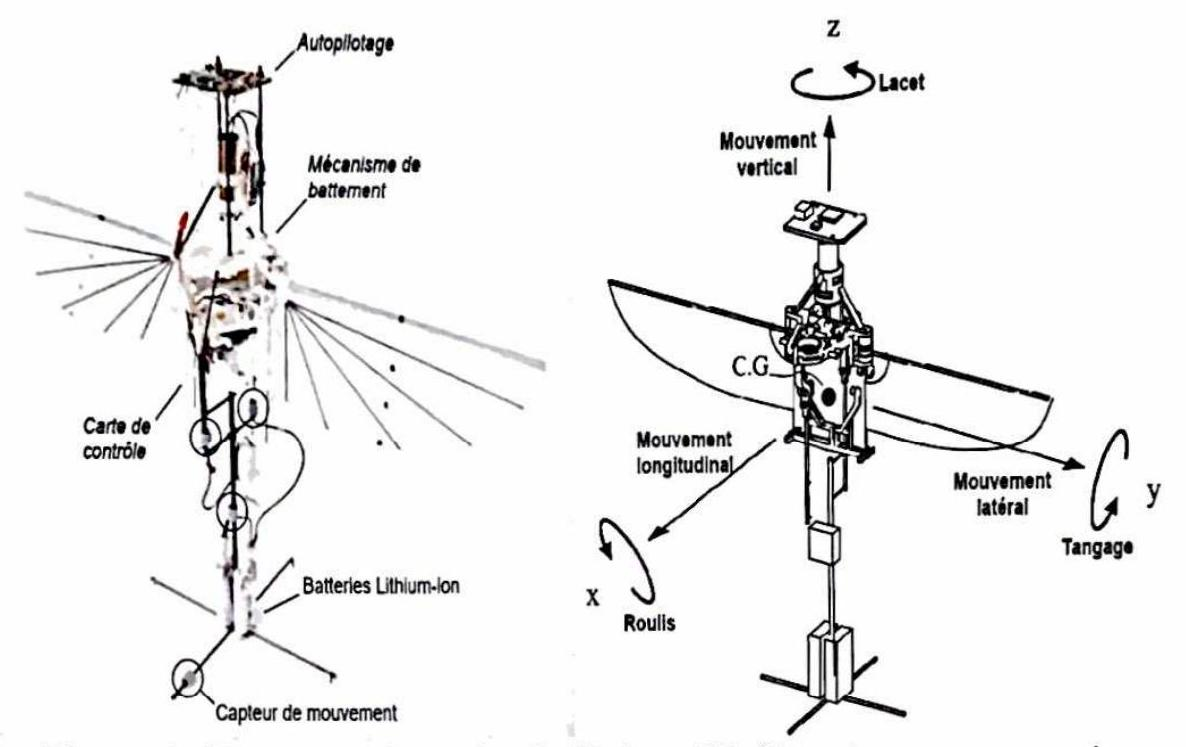 Autopilotage
Mécanisme de
battement
Carte de
contrôle
Batteries Lithium-Ion
Capteur de mouvement
z
Lacet
Mouvement
vertical
C.G
Mouvement
longitudinal
Mouvement
latéral
y
Tangage
x
Roulis